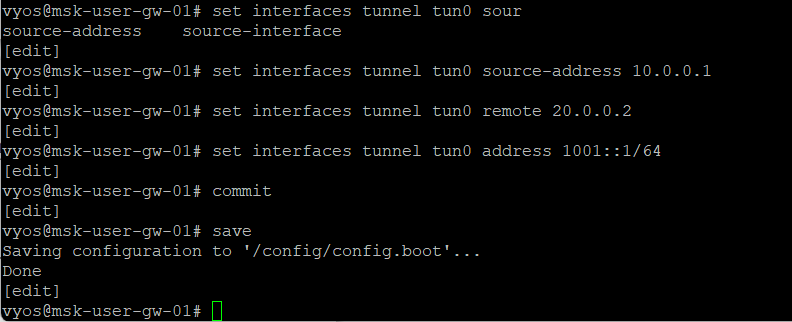 vyos@msk-user-gw-01# set interfaces tunnel tun0 sour
source-address    source-interface
[edit]
vyos@msk-user-gw-01# set interfaces tunnel tun0 source-address 10.0.0.1
[edit]
vyos@msk-user-gw-01# set interfaces tunnel tun0 remote 20.0.0.2
[edit]
vyos@msk-user-gw-01# set interfaces tunnel tun0 address 1001::1/64
[edit]
vyos@msk-user-gw-01# commit
[edit]
vyos@msk-user-gw-01# save
Saving configuration to '/config/config.boot'...
Done
[edit]
vyos@msk-user-gw-01#